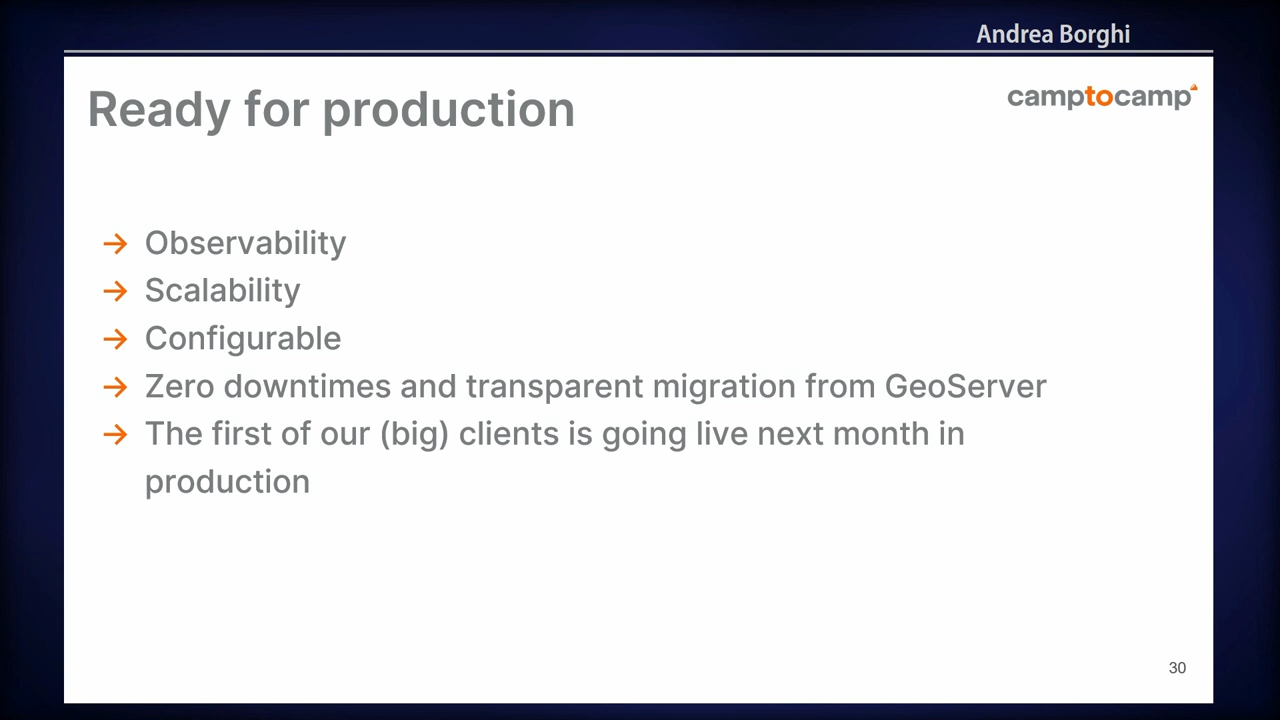 Andrea Borghi
Ready for production
camptocamp
→ Observability
→ Scalability
→ Configurable
→ Zero downtimes and transparent migration from GeoServer
→ The first of our (big) clients is going live next month in
production
30